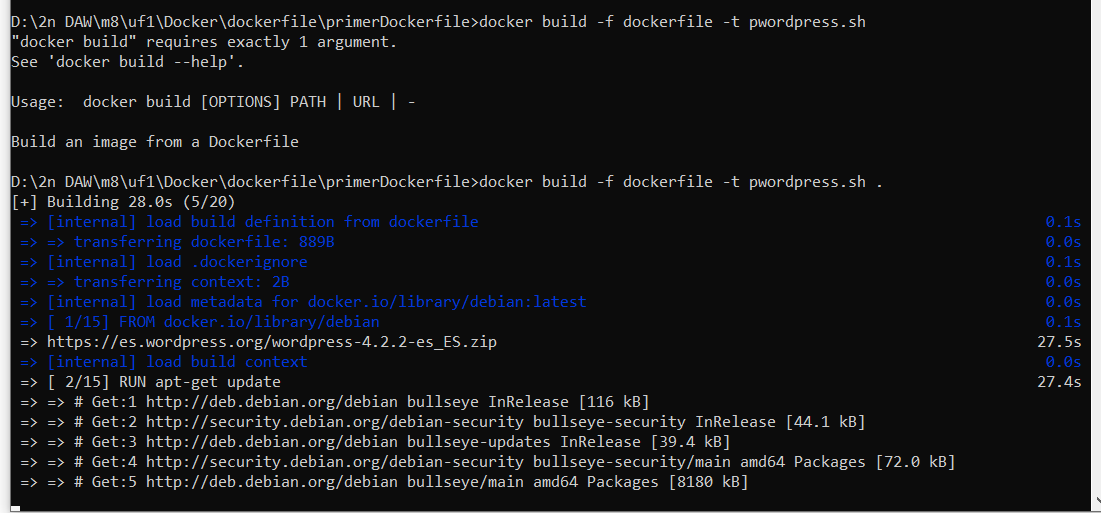 D:\2n DAW\m8\uf1\Docker\dockerfile\primerDockerfile>docker build -f dockerfile -t pwordpress.sh
"docker build" requires exactly 1 argument.
See 'docker build --help'.
Usage:  docker build [OPTIONS] PATH | URL | -
Build an image from a Dockerfile
D:\2n DAW\m8\uf1\Docker\dockerfile\primerDockerfile>docker build -f dockerfile -t pwordpress.sh .
[+] Building 28.0s (5/20)
=> [internal] load build definition from dockerfile 0.1s
=> => transferring dockerfile: 889B 0.0s
=> [internal] load .dockerignore 0.1s
=> => transferring context: 2B 0.0s
=> [internal] load metadata for docker.io/library/debian:latest 0.0s
=> [ 1/15] FROM docker.io/library/debian 0.1s
=> https://es.wordpress.org/wordpress-4.2.2-es_ES.zip 27.5s
=> [internal] load build context 0.0s
=> [ 2/15] RUN apt-get update 27.4s
=> => # Get:1 http://deb.debian.org/debian bullseye InRelease [116 kB]
=> => # Get:2 http://security.debian.org/debian-security bullseye-security InRelease [44.1 kB]
=> => # Get:3 http://deb.debian.org/debian bullseye-updates InRelease [39.4 kB]
=> => # Get:4 http://security.debian.org/debian-security bullseye-security/main amd64 Packages [72.0 kB]
=> => # Get:5 http://deb.debian.org/debian bullseye/main amd64 Packages [8180 kB]